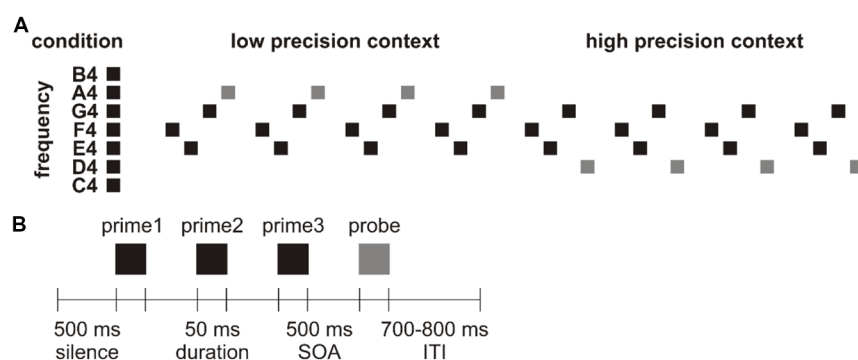 A
condition low precision context high precision context
frequency
B4
A4
G4
F4
E4
D4
C4
B
prime1 prime2 prime3 probe
500 ms 50 ms 500 ms 700-800 ms
silence duration SOA ITI